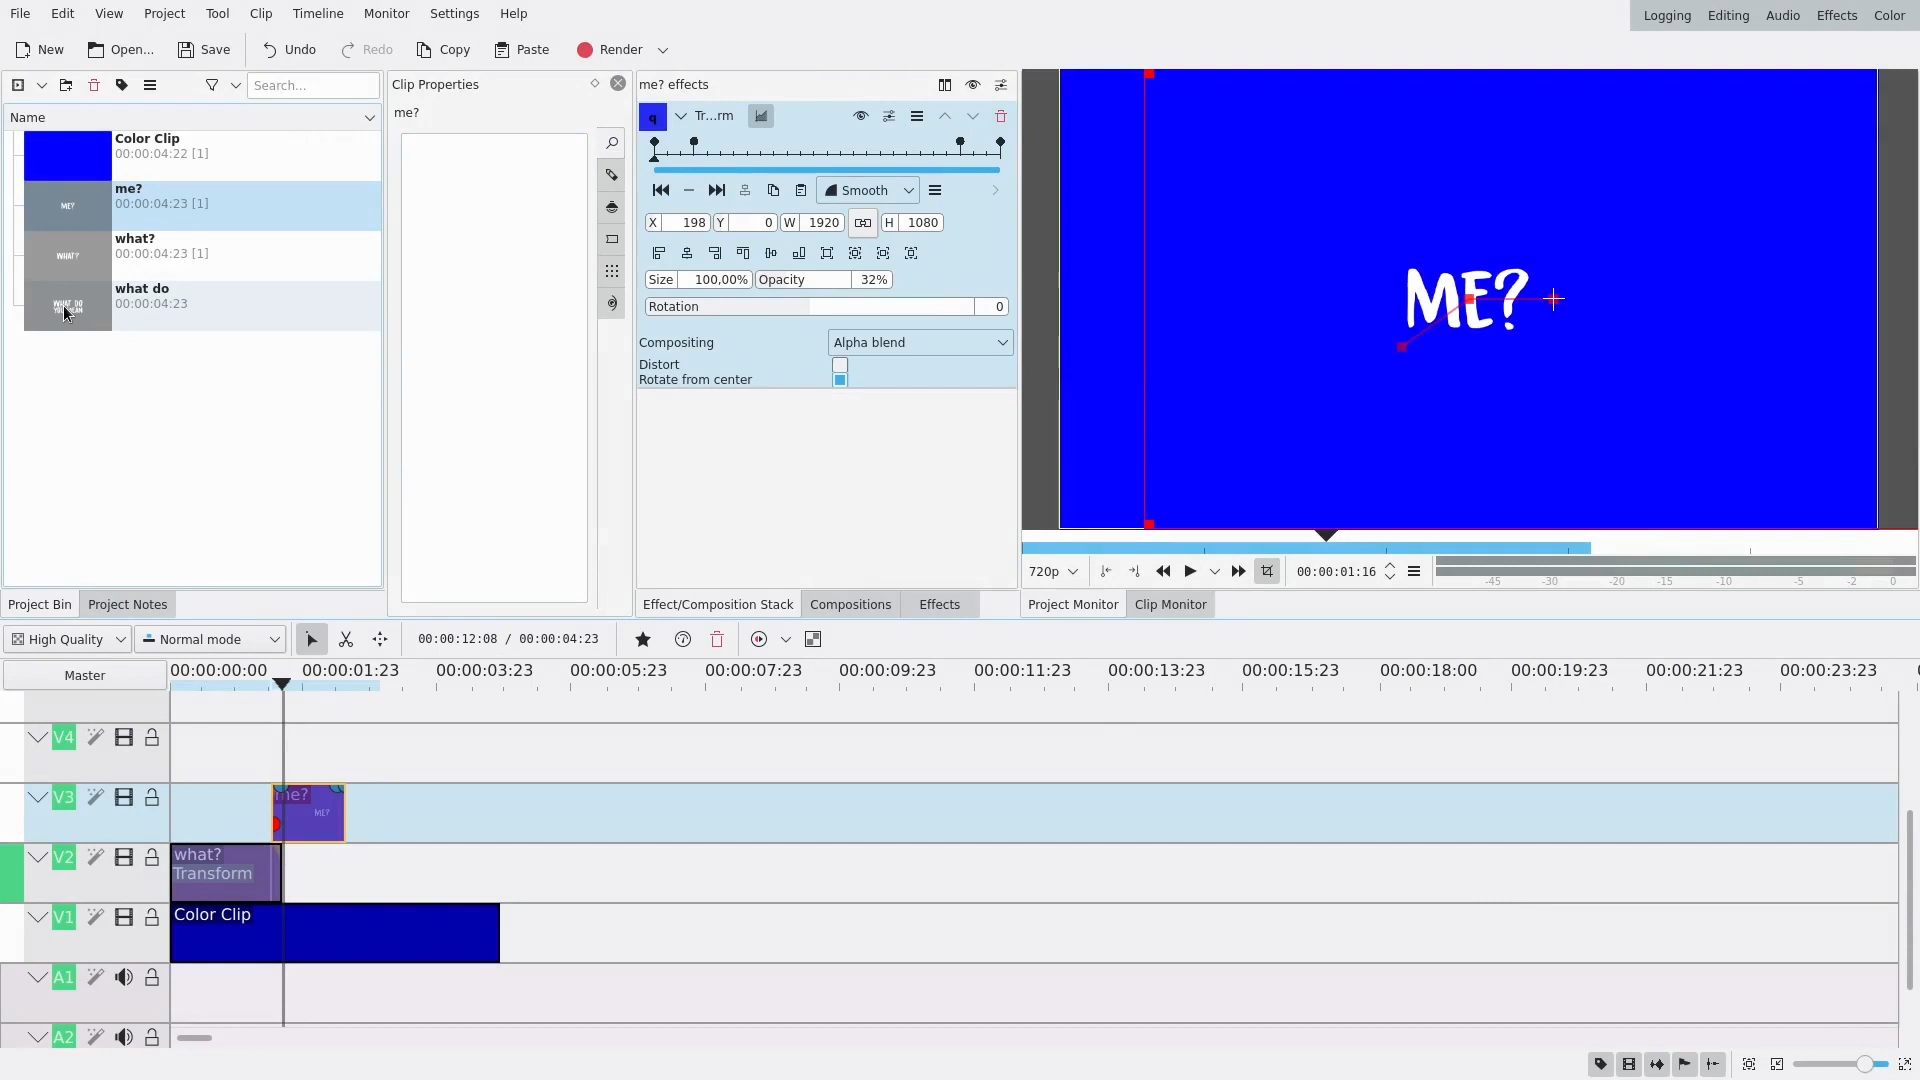 File Edit View Project Tool Clip Timeline Monitor Settings Help
Logging Editing Audio Effects Color
New Open... Save Undo Redo Copy Paste Render
Search...
Name
Color Clip
00:00:04:22 [1]
ME?
me?
00:00:04:23 [1]
WHAT?
what?
00:00:04:23 [1]
what do
00:00:04:23
Project Bin Project Notes
Clip Properties
me?
me? effects
q Tr...rm
Smooth
X 198 Y 0 W 1920 H 1080
Size 100,00% Opacity 32%
Rotation 0
Compositing Alpha blend
Distort
Rotate from center
Effect/Composition Stack Compositions Effects
ME?
720p 00:00:01:16
-45 -30 -20 -15 -10 -5 -2 0
Project Monitor Clip Monitor
High Quality Normal mode 00:00:12:08 / 00:00:04:23
Master 00:00:00:00 00:00:01:23 00:00:03:23 00:00:05:23 00:00:07:23 00:00:09:23 00:00:11:23 00:00:13:23 00:00:15:23 00:00:18:00 00:00:19:23 00:00:21:23 00:00:23:23
V4
V3 me?
ME?
V2 what?
Transform
V1 Color Clip
A1
A2